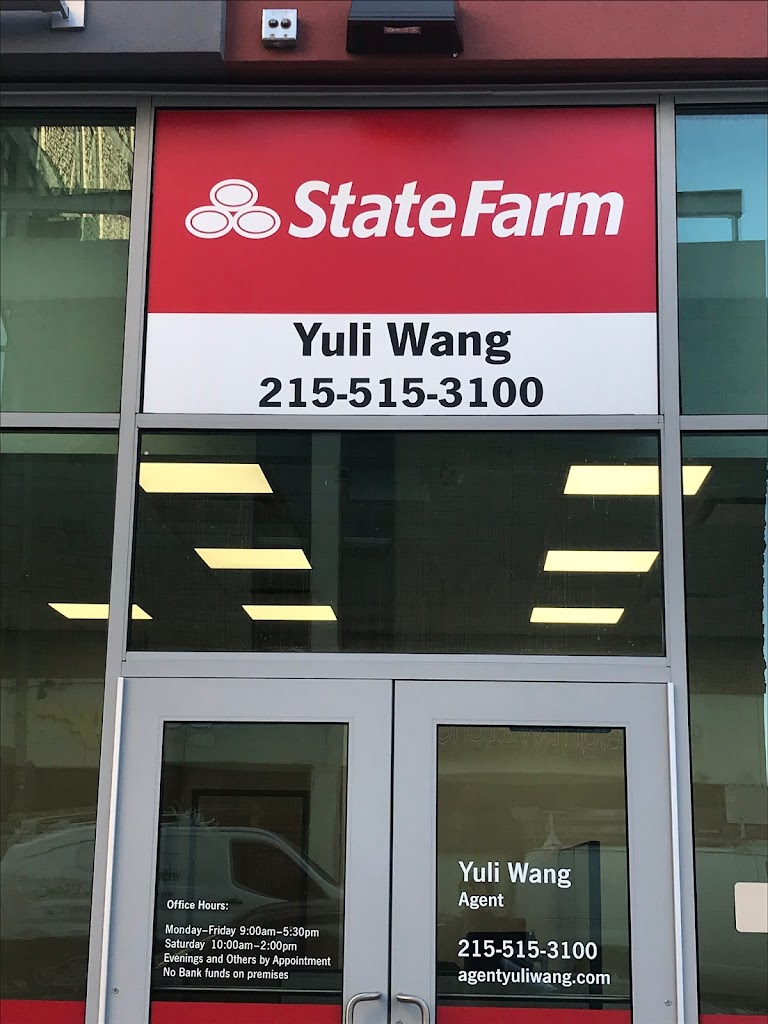 State Farm
Yuli Wang
215-515-3100
Office Hours:
Monday–Friday 9:00am–5:30pm
Saturday 10:00am–2:00pm
Evenings and Others by Appointment
No Bank funds on premises
Yuli Wang
Agent
215-515-3100
agentyuliwang.com